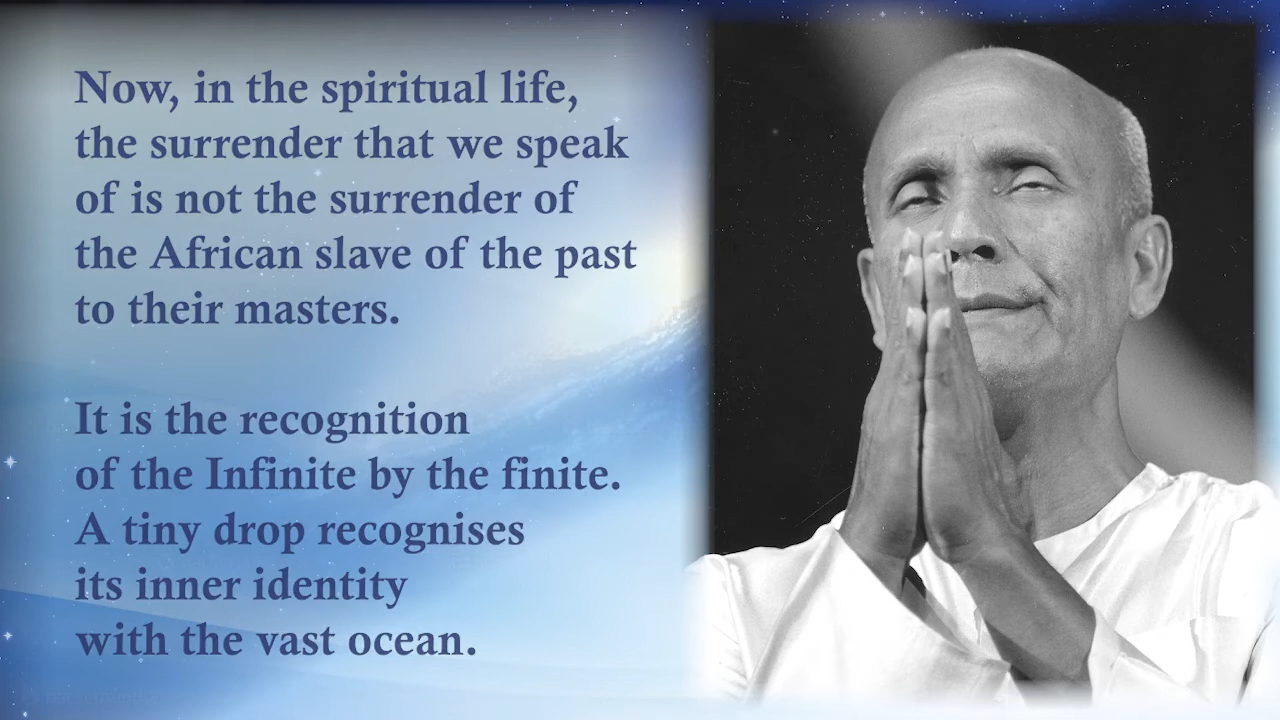 Now, in the spiritual life,
the surrender that we speak
of is not the surrender of
the African slave of the past
to their masters.
It is the recognition
of the Infinite by the finite.
A tiny drop recognises
its inner identity
with the vast ocean.